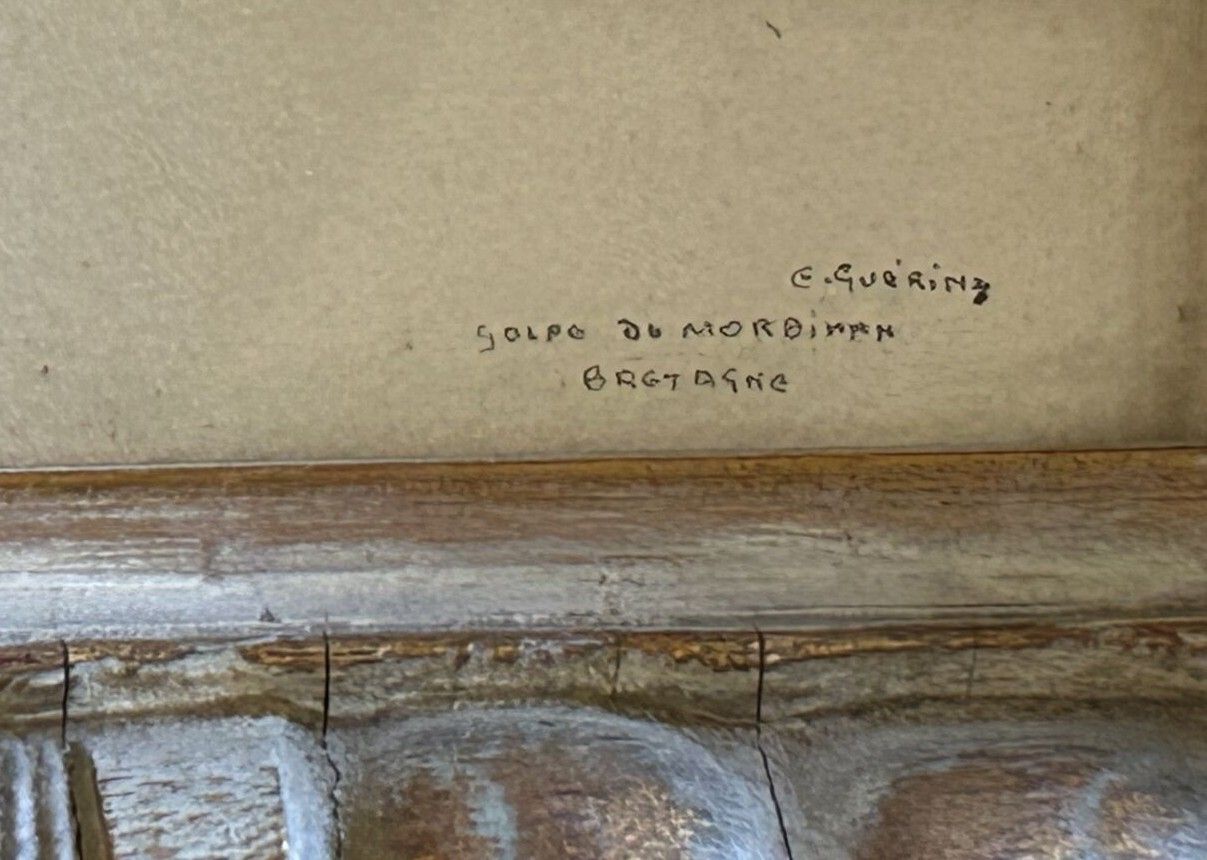 E. GUÉRIN
GOLFE DU MORBIHAN
BRETAGNE